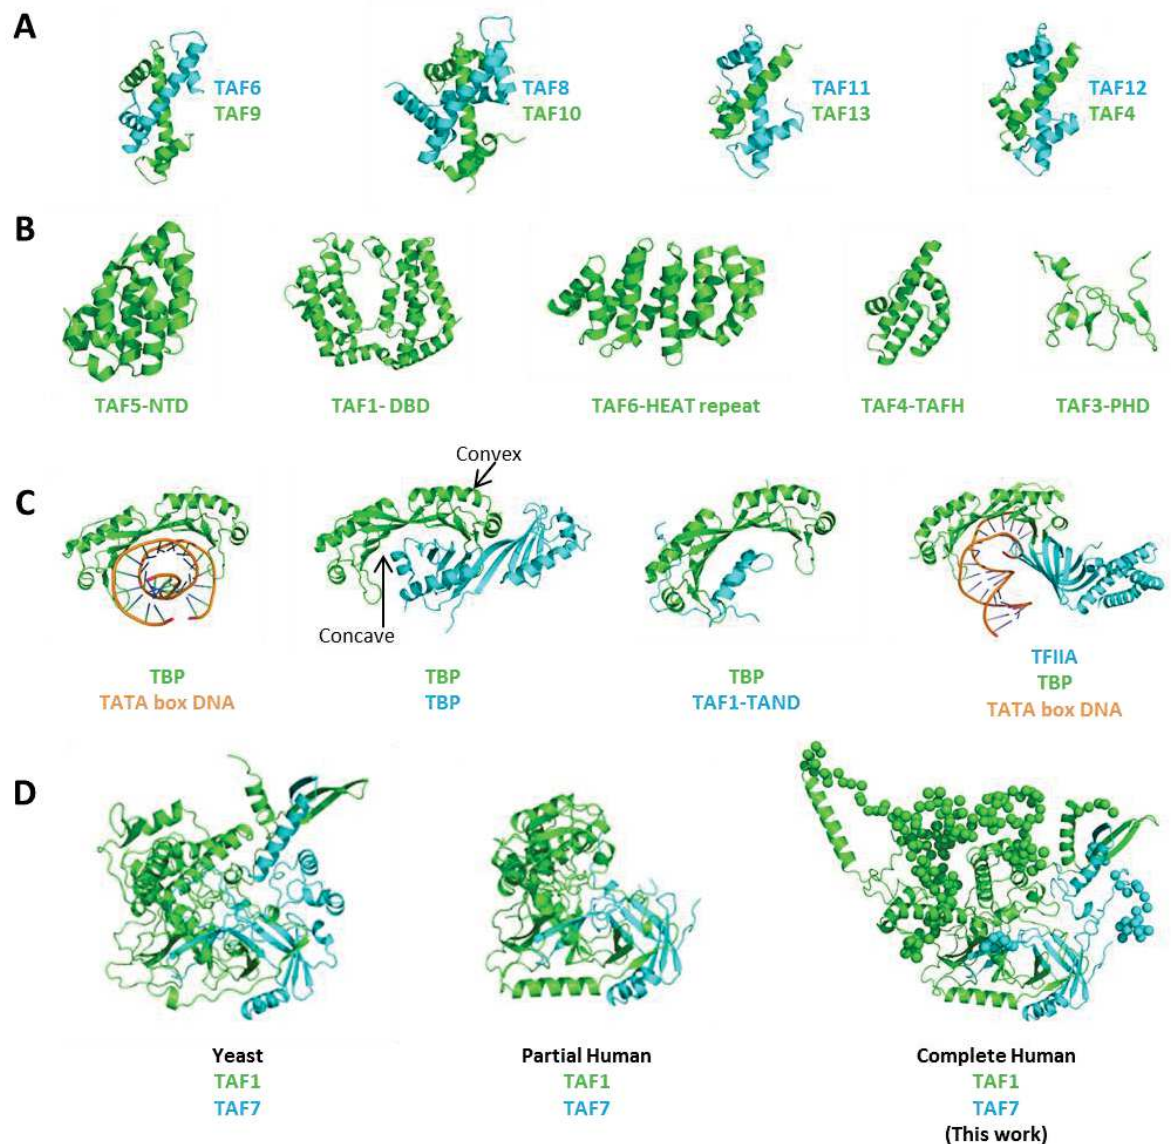 A
TAF6
TAF9
TAF8
TAF10
TAF11
TAF13
TAF12
TAF4
B
TAF5-NTD
TAF1- DBD
TAF6-HEAT repeat
TAF4-TAFH
TAF3-PHD
C
Convex
Concave
TBP
TATA box DNA
TBP
TBP
TBP
TAF1-TAND
TFIIA
TBP
TATA box DNA
D
Yeast
TAF1
TAF7
Partial Human
TAF1
TAF7
Complete Human
TAF1
TAF7
(This work)